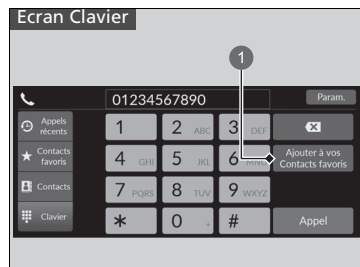 Ecran Clavier
1
01234567890
Param.
Appels
récents
Contacts
favoris
Contacts
Clavier
1
2 ABC
3 DEF
4 GHI
5 JKL
6 MNO
Ajouter à vos
Contacts favoris
7 PQRS
8 TUV
9 WXYZ
*
0 +
#
Appel